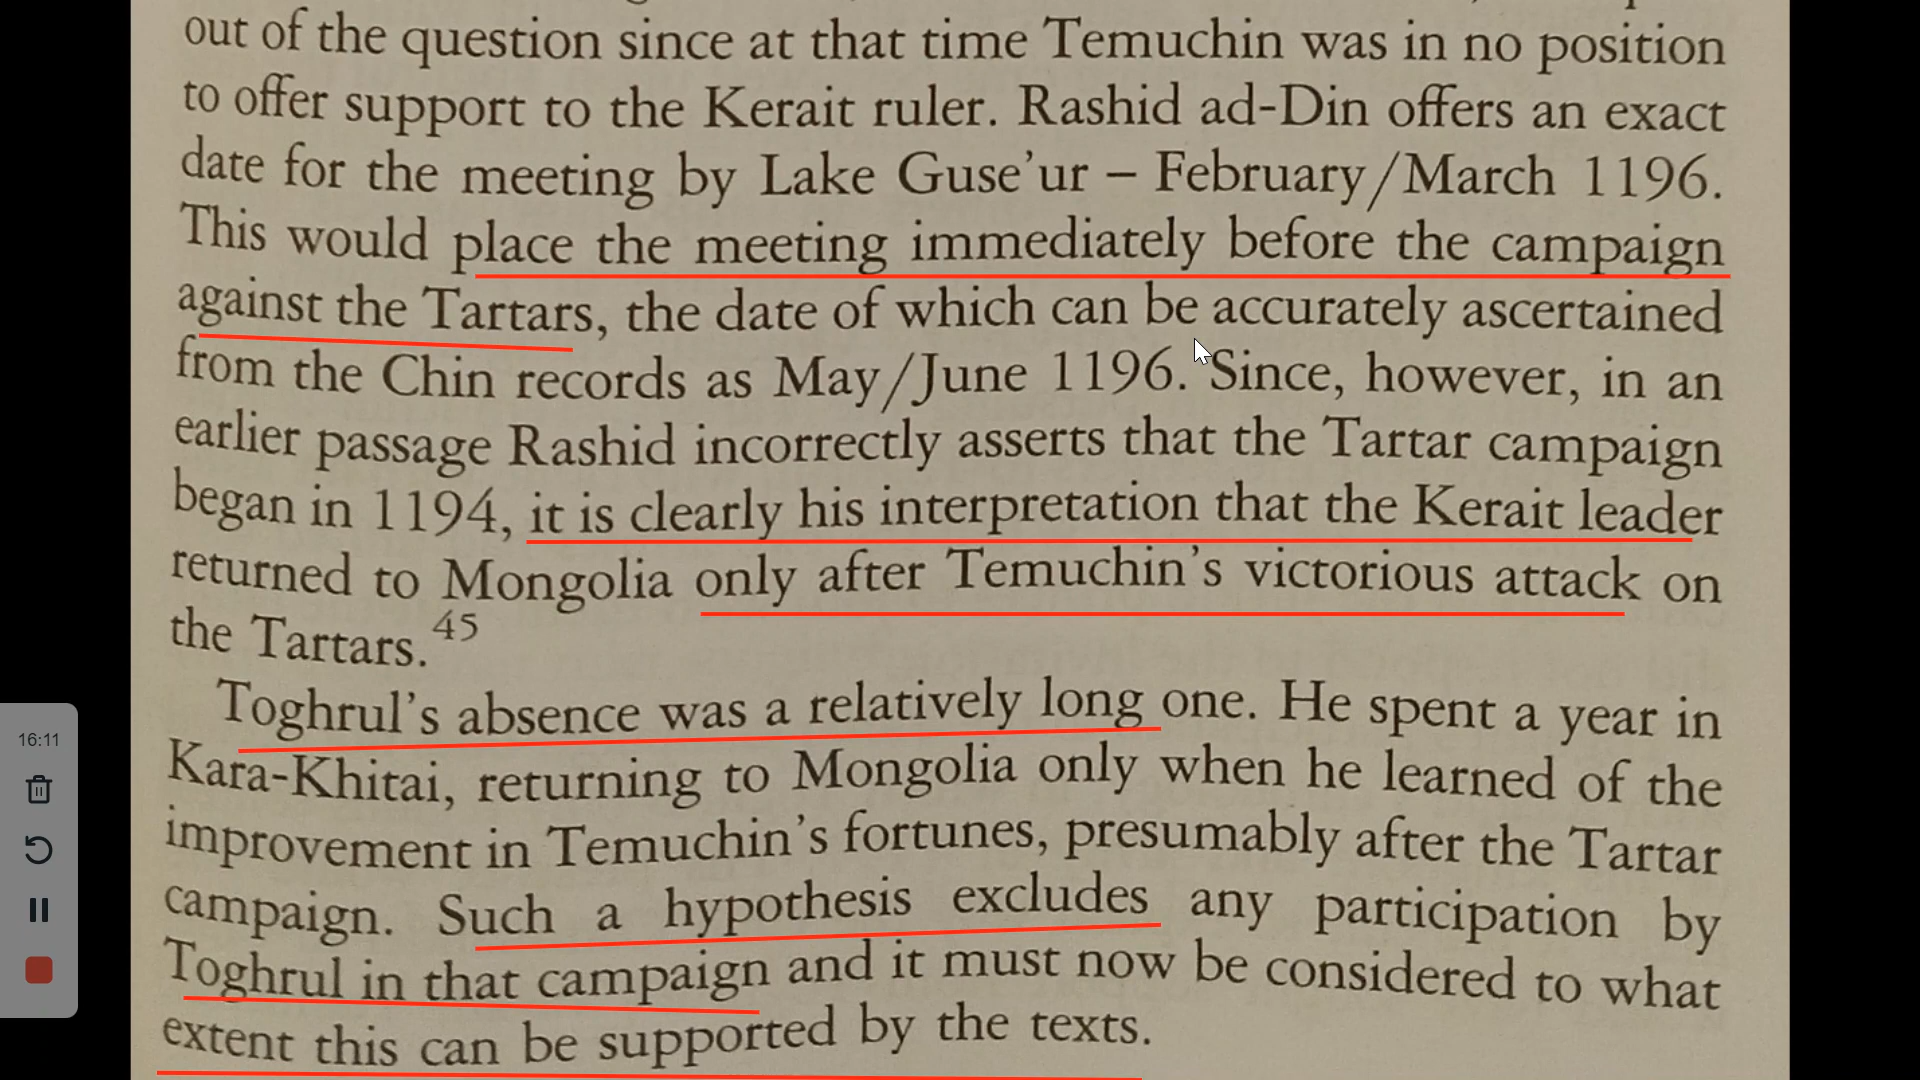 out of the question since at that time Temuchin was in no position
to offer support to the Kerait ruler. Rashid ad-Din offers an exact
date for the meeting by Lake Guse'ur – February/March 1196.
This would place the meeting immediately before the campaign
against the Tartars, the date of which can be accurately ascertained
from the Chin records as May/June 1196. Since, however, in an
earlier passage Rashid incorrectly asserts that the Tartar campaign
began in 1194, it is clearly his interpretation that the Kerait leader
returned to Mongolia only after Temuchin's victorious attack on
the Tartars.45
Toghrul's absence was a relatively long one. He spent a year in
Kara-Khitai, returning to Mongolia only when he learned of the
improvement in Temuchin's fortunes, presumably after the Tartar
campaign. Such a hypothesis excludes any participation by
Toghrul in that campaign and it must now be considered to what
extent this can be supported by the texts.
16:11